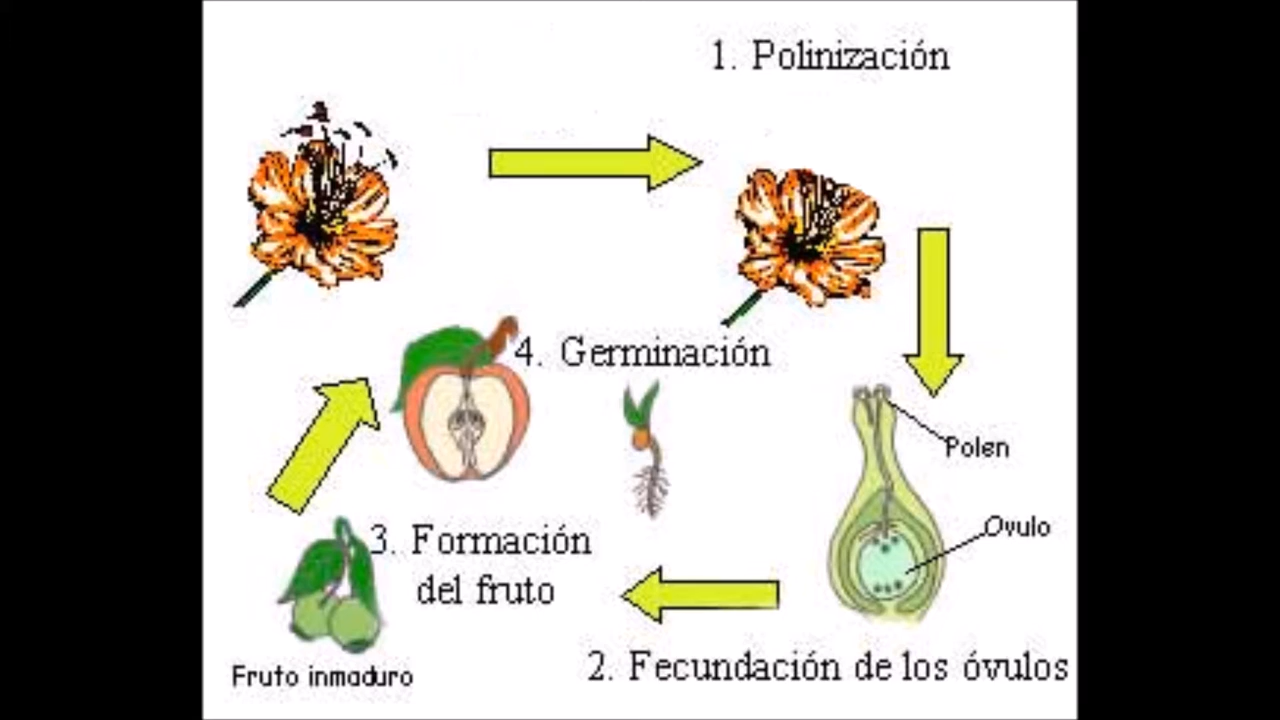 1. Polinización
4. Germinación
Polen
Ovulo
3. Formación
del fruto
2. Fecundación de los óvulos
Fruto inmaduro